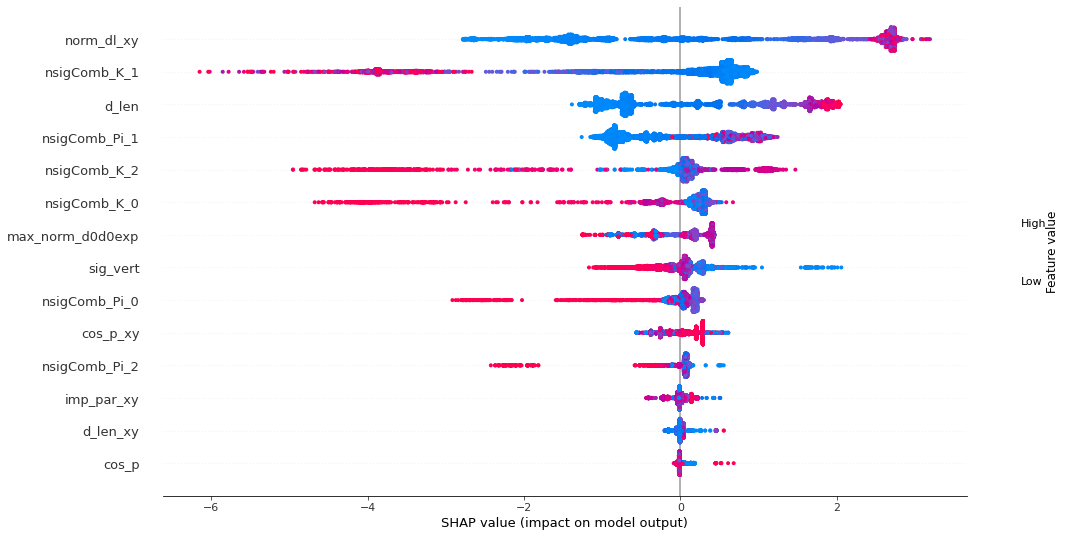 norm_dl_xy
nsigComb_K_1
d_len
nsigComb_Pi_1
nsigComb_K_2
nsigComb_K_0
max_norm_d0d0exp
sig_vert
nsigComb_Pi_0
cos_p_xy
nsigComb_Pi_2
imp_par_xy
d_len_xy
cos_p
−6 −4 −2 0 2
SHAP value (impact on model output)
High
Low
Feature value